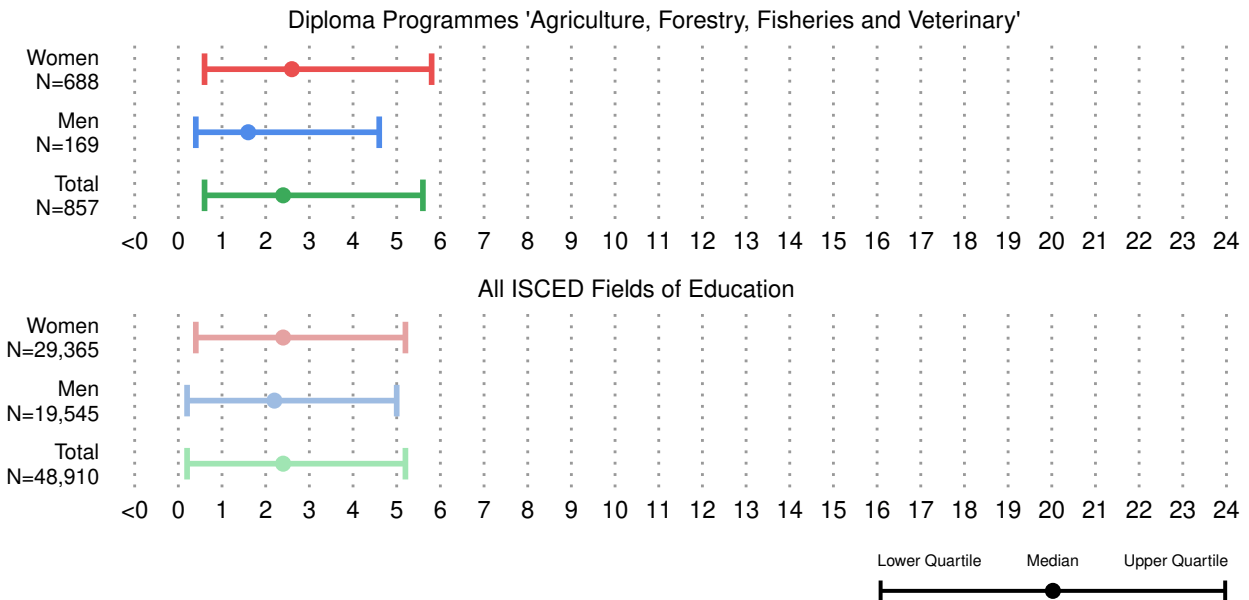 Diploma Programmes 'Agriculture, Forestry, Fisheries and Veterinary'
Women
N=688
Men
N=169
Total
N=857
<0 0 1 2 3 4 5 6 7 8 9 10 11 12 13 14 15 16 17 18 19 20 21 22 23 24
All ISCED Fields of Education
Women
N=29,365
Men
N=19,545
Total
N=48,910
<0 0 1 2 3 4 5 6 7 8 9 10 11 12 13 14 15 16 17 18 19 20 21 22 23 24
Lower Quartile Median Upper Quartile